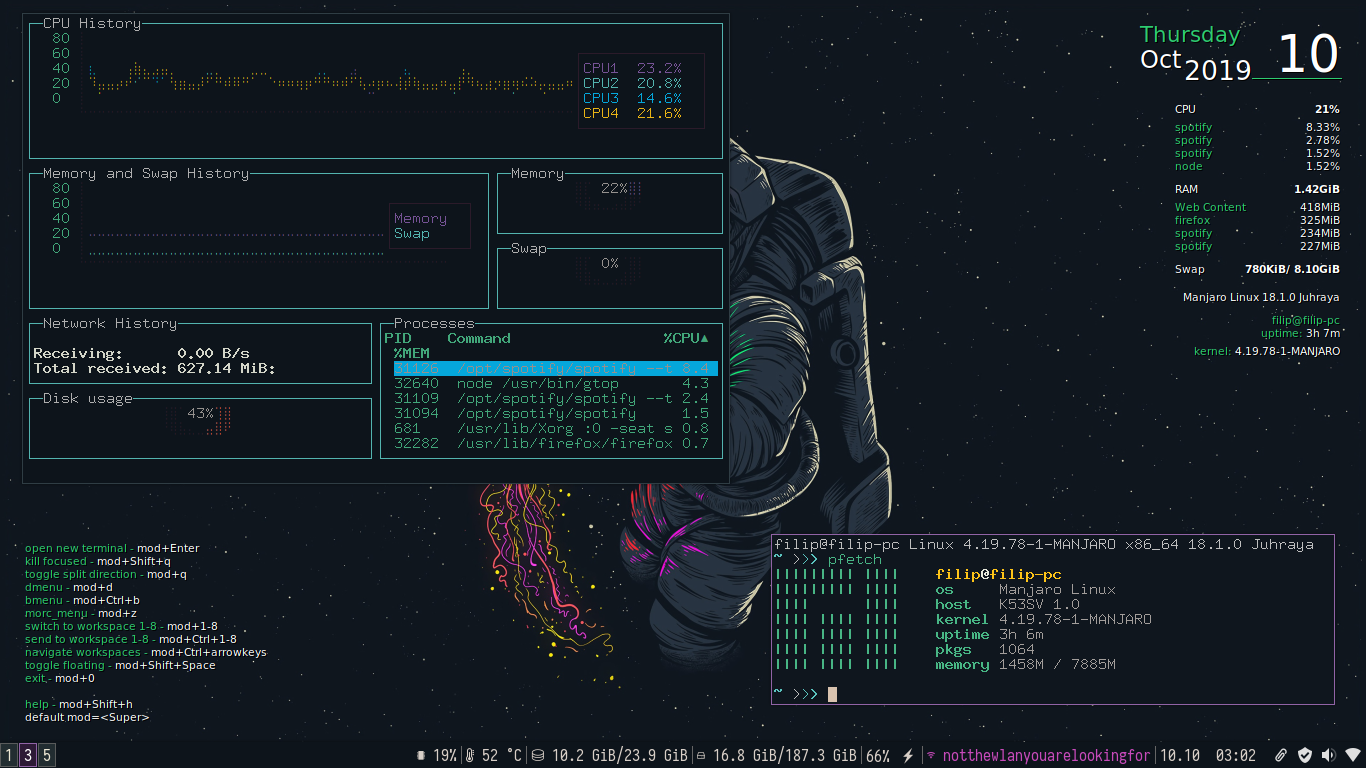 CPU History
80
60
40
20
0
CPU1 23.2%
CPU2 20.8%
CPU3 14.6%
CPU4 21.6%
Memory and Swap History
80
60
40
20
0
Memory
Swap
Memory
22%
Swap
0%
Network History
Receiving: 0.00 B/s
Total received: 627.14 MiB:
Disk usage
43%
Processes
PID Command %CPU▲
%MEM
31126 /opt/spotify/spotify --t 8.4
32640 node /usr/bin/gtop 4.3
31109 /opt/spotify/spotify --t 2.4
31094 /opt/spotify/spotify 1.5
681 /usr/lib/Xorg :0 -seat s 0.8
32282 /usr/lib/firefox/firefox 0.7
Thursday
Oct 2019 10
CPU 21%
spotify 8.33%
spotify 2.78%
spotify 1.52%
node 1.52%
RAM 1.42GiB
Web Content 418MiB
firefox 325MiB
spotify 234MiB
spotify 227MiB
Swap 780KiB/ 8.10GiB
Manjaro Linux 18.1.0 Juhraya
filip@filip-pc
uptime: 3h 7m
kernel: 4.19.78-1-MANJARO
open new terminal - mod+Enter
kill focused - mod+Shift+q
toggle split direction - mod+q
dmenu - mod+d
bmenu - mod+Ctrl+b
morc_menu - mod+z
switch to workspace 1-8 - mod+1-8
send to workspace 1-8 - mod+Ctrl+1-8
navigate workspaces - mod+Ctrl+arrowkeys
toggle floating - mod+Shift+Space
exit - mod+0
help - mod+Shift+h
default mod=<Super>
filip@filip-pc Linux 4.19.78-1-MANJARO x86_64 18.1.0 Juhraya
~ >>> pfetch
filip@filip-pc
os Manjaro Linux
host K53SV 1.0
kernel 4.19.78-1-MANJARO
uptime 3h 6m
pkgs 1064
memory 1458M / 7885M
~ >>>
1 3 5
19%| 52 °C| 10.2 GiB/23.9 GiB| 16.8 GiB/187.3 GiB|66% | notthewlanyouarelookingfor|10.10 03:02